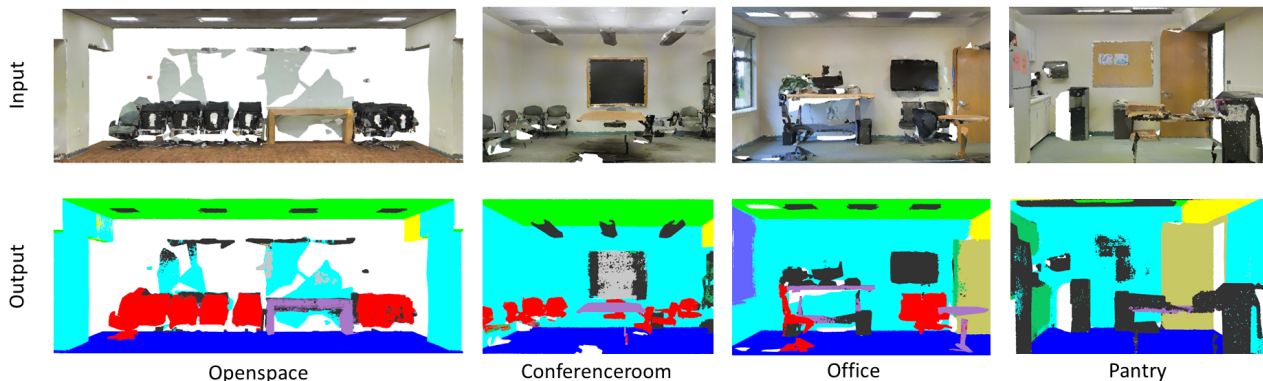 Input
Output
Openspace
Conferenceroom
Office
Pantry